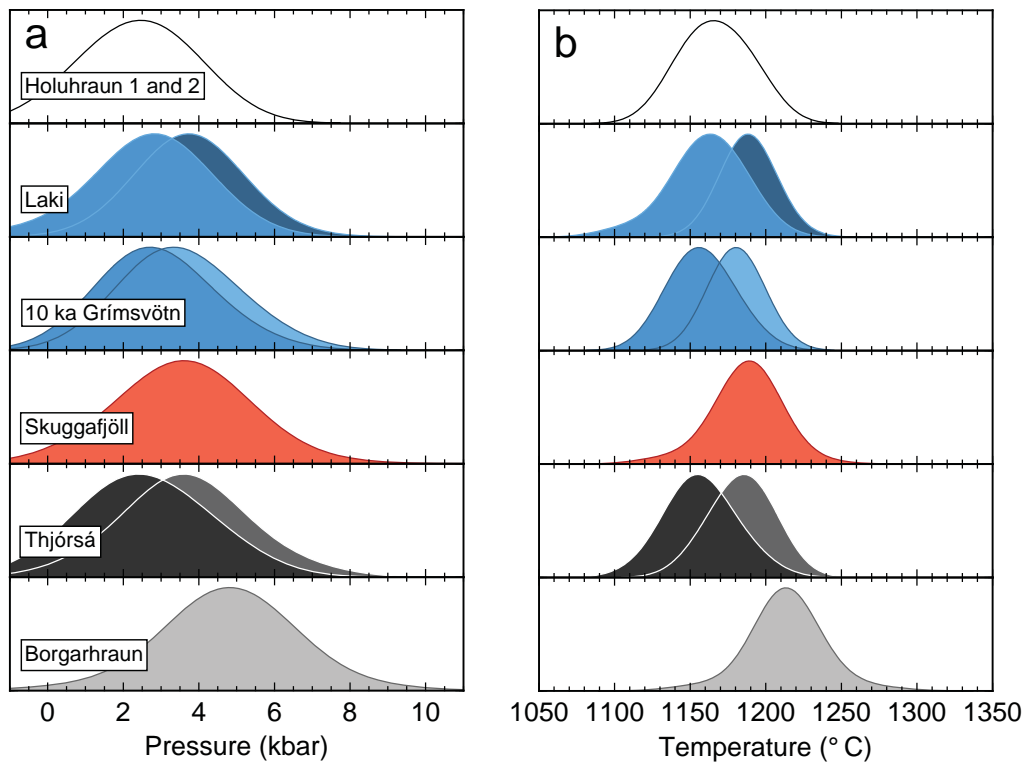 a
b
Holuhraun 1 and 2
Laki
10 ka Grímsvötn
Skuggafjöll
Thjórsá
Borgarhraun
0 2 4 6 8 10
1050 1100 1150 1200 1250 1300 1350
Pressure (kbar)
Temperature (° C)